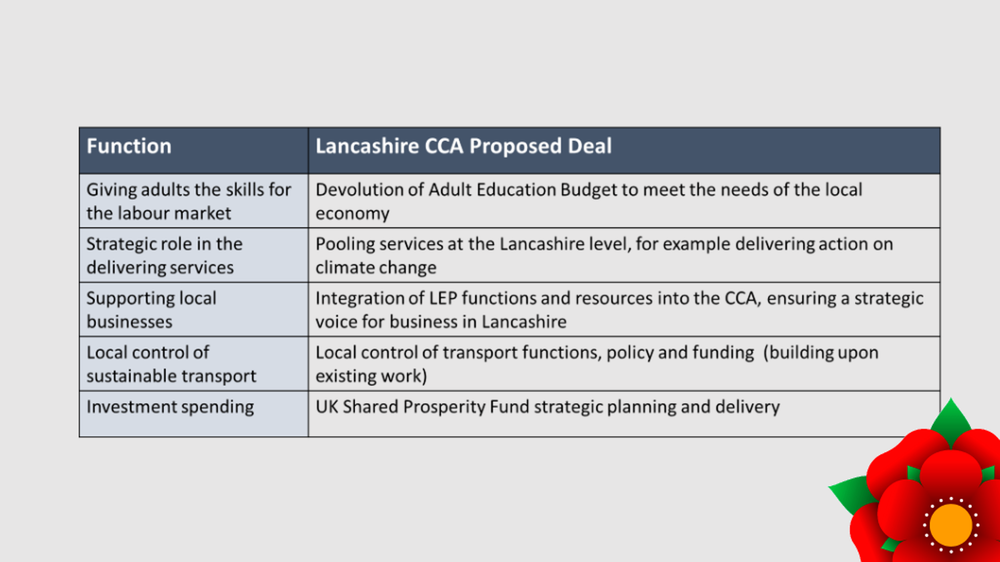 Function
Lancashire CCA Proposed Deal
Giving adults the skills for
the labour market
Devolution of Adult Education Budget to meet the needs of the local
economy
Strategic role in the
delivering services
Pooling services at the Lancashire level, for example delivering action on
climate change
Supporting local
businesses
Integration of LEP functions and resources into the CCA, ensuring a strategic
voice for business in Lancashire
Local control of
sustainable transport
Local control of transport functions, policy and funding  (building upon
existing work)
Investment spending
UK Shared Prosperity Fund strategic planning and delivery